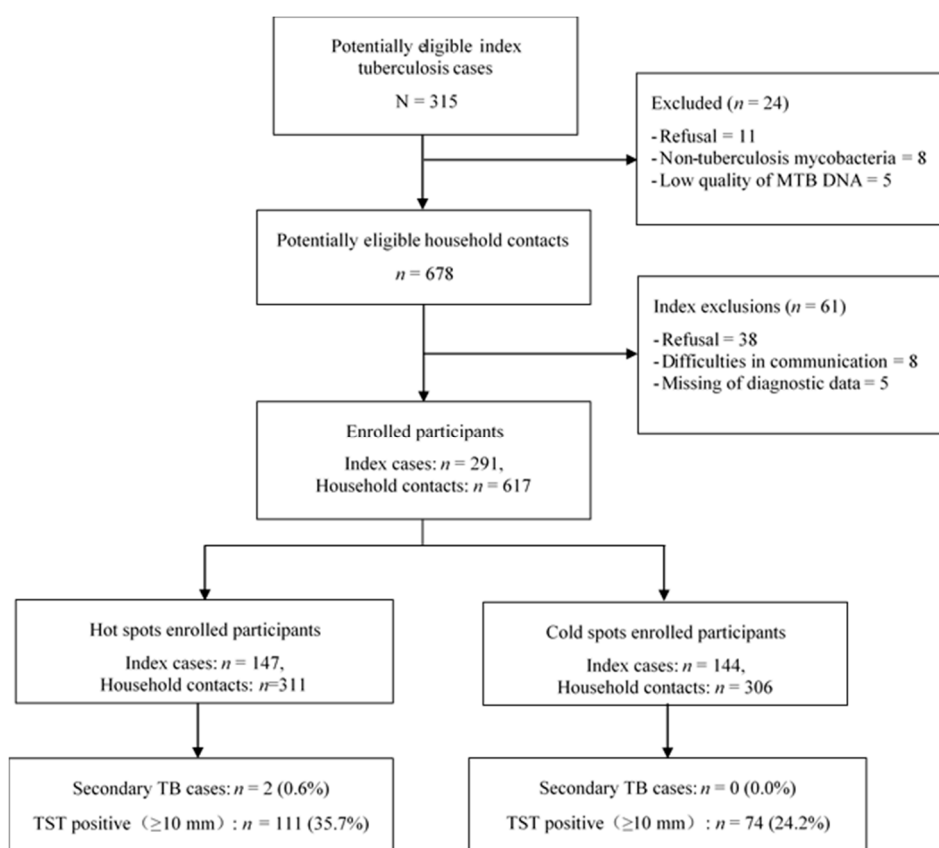 Potentially eligible index
tuberculosis cases
N = 315
Excluded (n = 24)
-Refusal = 11
-Non-tuberculosis mycobacteria = 8
-Low quality of MTB DNA = 5
Potentially eligible household contacts
n = 678
Index exclusions (n = 61)
-Refusal = 38
-Difficulties in communication = 8
-Missing of diagnostic data = 5
Enrolled participants
Index cases: n = 291,
Household contacts: n = 617
Hot spots enrolled participants
Index cases: n = 147,
Household contacts: n=311
Cold spots enrolled participants
Index cases: n = 144,
Household contacts: n = 306
Secondary TB cases: n = 2 (0.6%)
TST positive（≥10 mm）: n = 111 (35.7%)
Secondary TB cases: n = 0 (0.0%)
TST positive（≥10 mm）: n = 74 (24.2%)